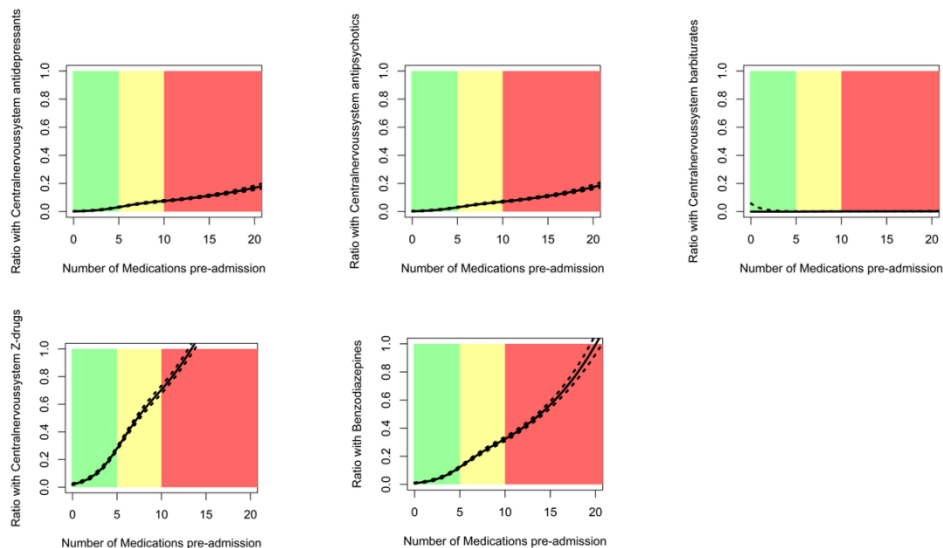 Ratio with Centralnervoussystem antidepressants
1.0
0.8
0.6
0.4
0.2
0.0
0 5 10 15 20
Number of Medications pre-admission
Ratio with Centralnervoussystem antipsychotics
1.0
0.8
0.6
0.4
0.2
0.0
0 5 10 15 20
Number of Medications pre-admission
Ratio with Centralnervoussystem barbiturates
1.0
0.8
0.6
0.4
0.2
0.0
0 5 10 15 20
Number of Medications pre-admission
Ratio with Centralnervoussystem Z-drugs
1.0
0.8
0.6
0.4
0.2
0.0
0 5 10 15 20
Number of Medications pre-admission
Ratio with Benzodiazepines
1.0
0.8
0.6
0.4
0.2
0.0
0 5 10 15 20
Number of Medications pre-admission